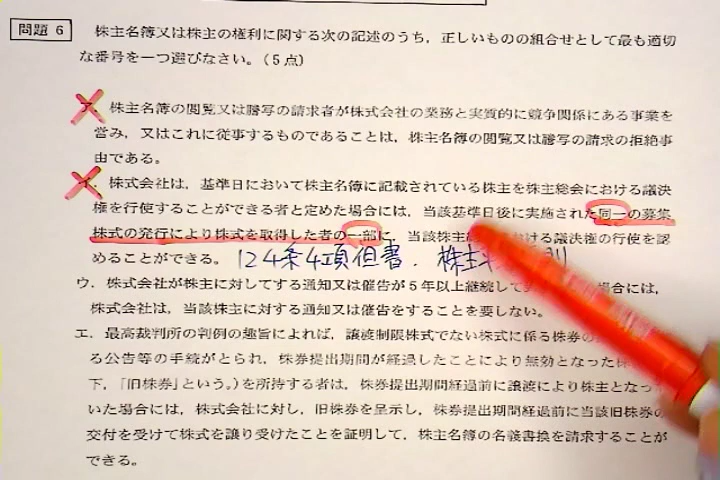 問題 6 株主名簿又は株主の権利に関する次の記述のうち，正しいものの組合せとして最も適切
な番号を一つ選びなさい。（5点）
ア．株主名簿の閲覧又は謄写の請求者が株式会社の業務と実質的に競争関係にある事業を
営み，又はこれに従事するものであることは，株主名簿の閲覧又は謄写の請求の拒絶事
由である。
イ．株式会社は，基準日において株主名簿に記載されている株主を株主総会における議決
権を行使することができる者と定めた場合には，当該基準日後に実施された同一の募集
株式の発行により株式を取得した者の一部に，当該株主における議決権の行使を認
めることができる。 124条4項但書． 株主
ウ．株式会社が株主に対してする通知又は催告が5年以上継続して場合には，
株式会社は，当該株主に対する通知又は催告をすることを要しない。
エ．最高裁判所の判例の趣旨によれば，譲渡制限株式でない株式に係る株券の
る公告等の手続がとられ，株券提出期間が経過したことにより無効となった
下，「旧株券」という。）を所持する者は，株券提出期間経過前に譲渡により株主となっ
いた場合には，株式会社に対し，旧株券を呈示し，株券提出期間経過前に当該旧株券の
交付を受けて株式を譲り受けたことを証明して，株主名簿の名義書換を請求することが
できる。